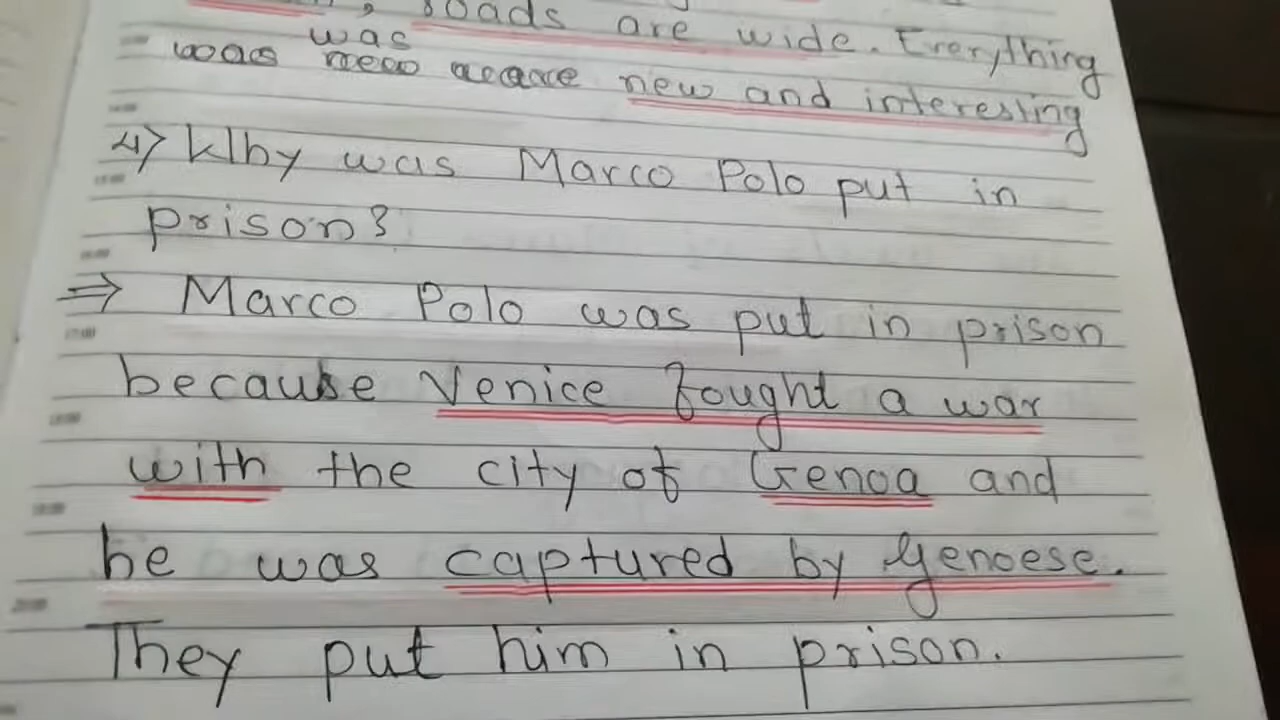 , roads are wide. Everything
was
was new new and interesting
4) Why was Marco Polo put in
prison?
⇒ Marco Polo was put in prison
because Venice fought a war
with the city of Genoa and
he was captured by Genoese.
They put him in prison.